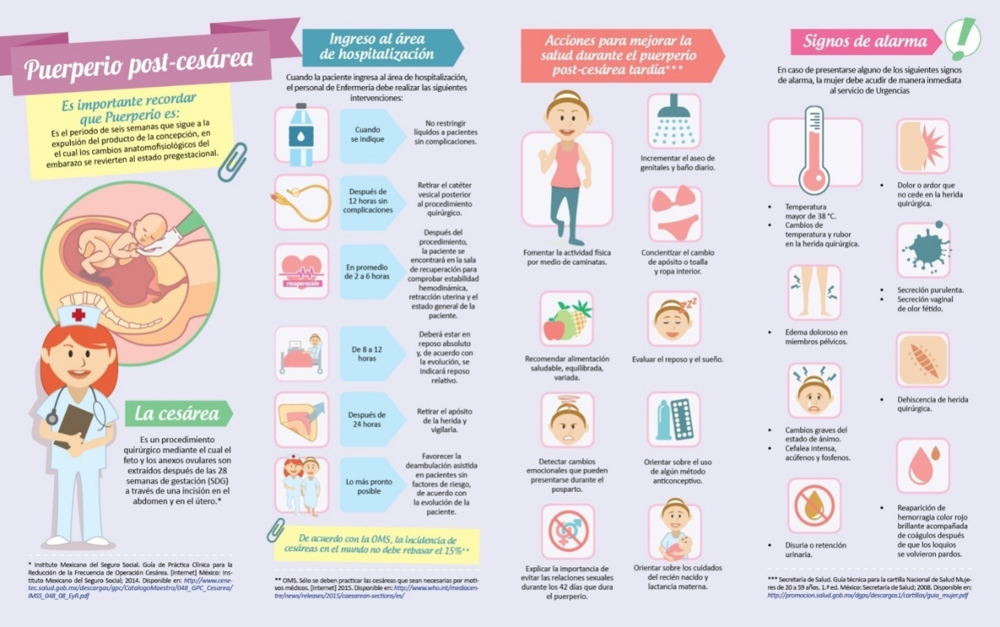 Puerperio post-cesárea
Es importante recordar
que Puerperio es:
Es el periodo de seis semanas que sigue a la
expulsión del producto de la concepción, en
el cual los cambios anatomofisiológicos del
embarazo se revierten al estado pregestacional.
La cesárea
Es un procedimiento
quirúrgico mediante el cual el
feto y los anexos ovulares son
extraídos después de las 28
semanas de gestación (SDG)
a través de una incisión en el
abdomen y en el útero.*
* Instituto Mexicano del Seguro Social. Guía de Práctica Clínica para la
Reducción de la Frecuencia de Operación Cesárea. [Internet] México: Ins-
tituto Mexicano del Seguro Social; 2014. Disponible en: http://www.cene-
tec.salud.gob.mx/descargas/gpc/CatalogoMaestro/048_GPC_Cesarea/
IMSS_048_08_EyR.pdf
Ingreso al área
de hospitalización
Cuando la paciente ingresa al área de hospitalización,
el personal de Enfermería debe realizar las siguientes
intervenciones:
Cuando
se indique
No restringir
líquidos a pacientes
sin complicaciones.
Después de
12 horas sin
complicaciones
Retirar el catéter
vesical posterior
al procedimiento
quirúrgico.
recuperación
En promedio
de 2 a 6 horas
Después del
procedimiento,
la paciente se
encontrará en la sala
de recuperación para
comprobar estabilidad
hemodinámica,
retracción uterina y el
estado general de la
paciente.
De 8 a 12
horas
Deberá estar en
reposo absoluto
y, de acuerdo con
la evolución, se
indicará reposo
relativo.
Después de
24 horas
Retirar el apósito
de la herida y
vigilarla.
Lo más pronto
posible
Favorecer la
deambulación asistida
en pacientes sin
factores de riesgo,
de acuerdo con
la evolución de la
paciente.
De acuerdo con la OMS, la incidencia de
cesáreas en el mundo no debe rebasar el 15%**
** OMS. Sólo se deben practicar las cesáreas que sean necesarias por moti-
vos médicos. [Internet] 2015. Disponible en: http://www.who.int/mediacen-
tre/news/releases/2015/caesarean-sections/es/
Acciones para mejorar la
salud durante el puerperio
post-cesárea tardía***
Fomentar la actividad física
por medio de caminatas.
Incrementar el aseo de
genitales y baño diario.
Concientizar el cambio
de apósito o toalla
y ropa interior.
Recomendar alimentación
saludable, equilibrada,
variada.
zzz
Evaluar el reposo y el sueño.
Detectar cambios
emocionales que pueden
presentarse durante el
posparto.
Orientar sobre el uso
de algún método
anticonceptivo.
Explicar la importancia de
evitar las relaciones sexuales
durante los 42 días que dura
el puerperio.
Orientar sobre los cuidados
del recién nacido y
lactancia materna.
Signos de alarma
!
En caso de presentarse alguno de los siguientes signos
de alarma, la mujer debe acudir de manera inmediata
al servicio de Urgencias
• Temperatura
mayor de 38 °C.
• Cambios de
temperatura y rubor
en la herida quirúrgica.
• Edema doloroso en
miembros pélvicos.
• Cambios graves del
estado de ánimo.
• Cefalea intensa,
acúfenos y fosfenos.
• Disuria o retención
urinaria.
• Dolor o ardor que
no cede en la herida
quirúrgica.
• Secreción purulenta.
• Secreción vaginal
de olor fétido.
• Dehiscencia de herida
quirúrgica.
• Reaparición de
hemorragia color rojo
brillante acompañada
de coágulos después
de que los loquios
se volvieron pardos.
*** Secretaría de Salud. Guía técnica para la cartilla Nacional de Salud Muje-
res de 20 a 59 años. 1.ª ed. México: Secretaría de Salud; 2008. Disponible en:
http://promocion.salud.gob.mx/dgps/descargas1/cartillas/guia_mujer.pdf